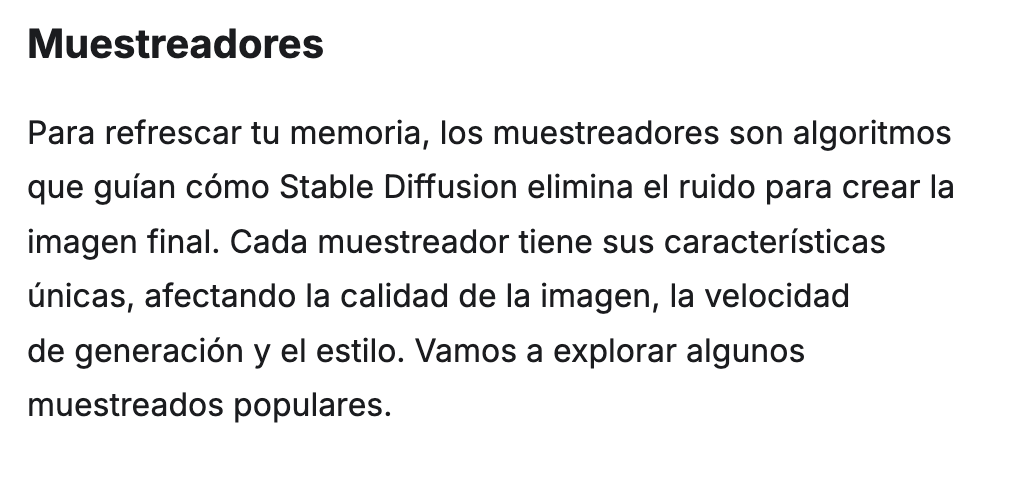 Muestreadores
Para refrescar tu memoria, los muestreadores son algoritmos
que guían cómo Stable Diffusion elimina el ruido para crear la
imagen final. Cada muestreador tiene sus características
únicas, afectando la calidad de la imagen, la velocidad
de generación y el estilo. Vamos a explorar algunos
muestreados populares.